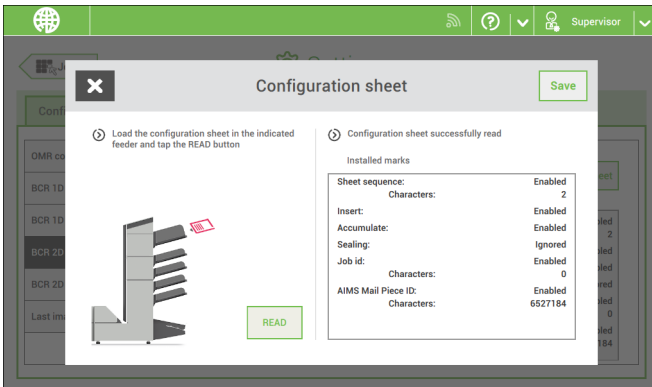 Supervisor
Configuration sheet
Save
Load the configuration sheet in the indicated
feeder and tap the READ button
READ
Configuration sheet successfully read
Installed marks
Sheet sequence: Enabled
Characters: 2
Insert: Enabled
Accumulate: Enabled
Sealing: Ignored
Job id: Enabled
Characters: 0
AIMS Mail Piece ID: Enabled
Characters: 6527184
OMR co
BCR 1D
BCR 1D
BCR 2D
BCR 2D
Last ima